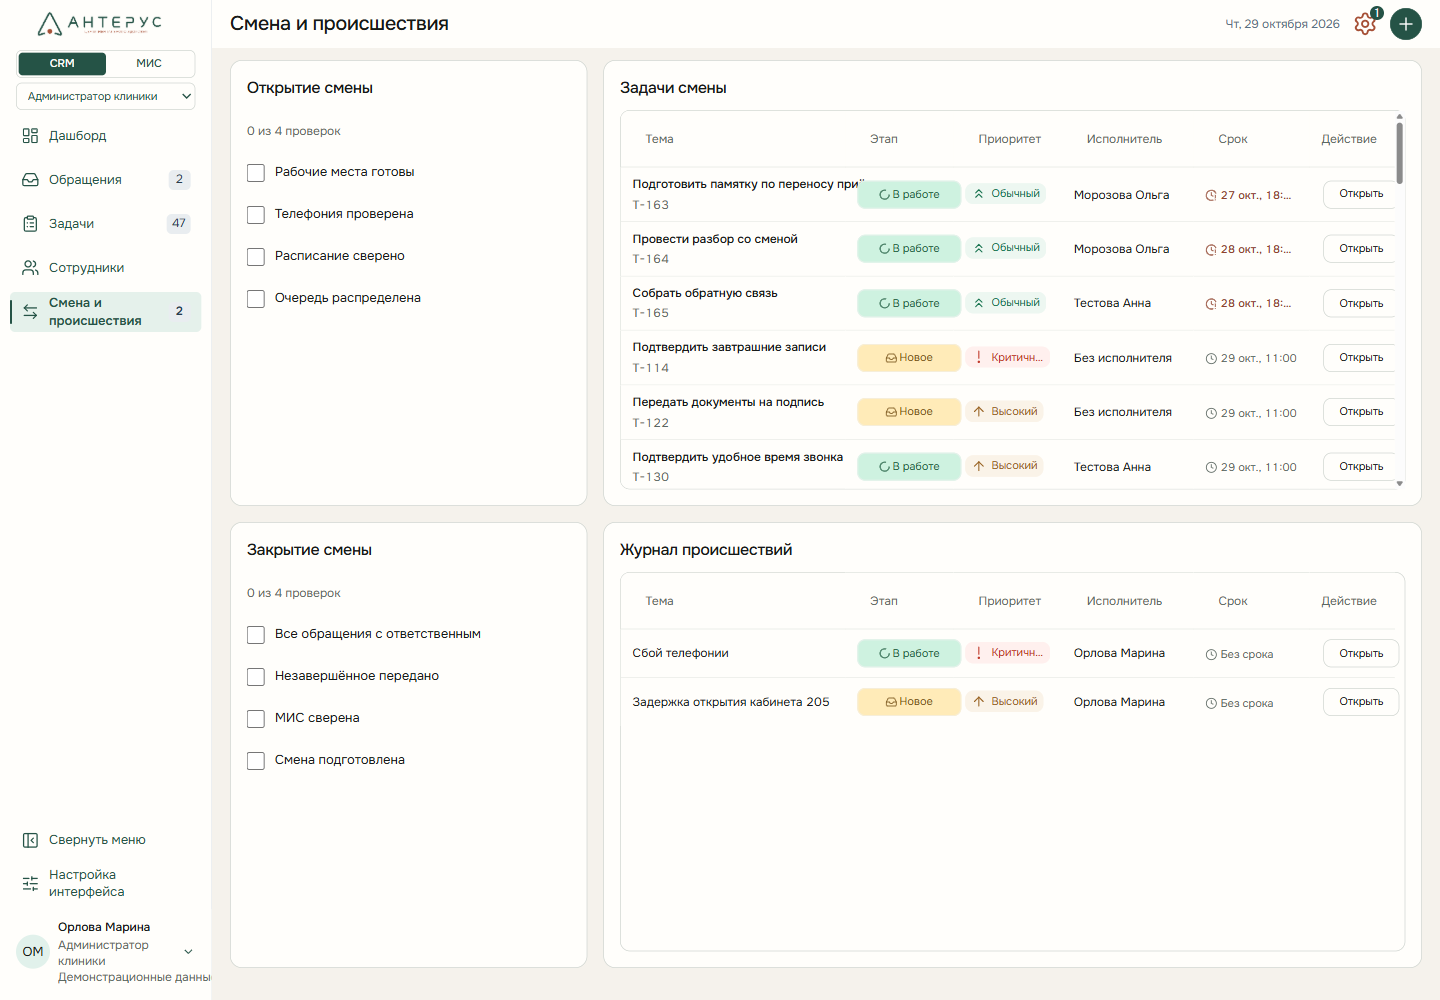 АНТЕРУС
CRM
МИС
Администратор клиники
Дашборд
Обращения
2
Задачи
47
Сотрудники
Смена и
происшествия
2
Свернуть меню
Настройка
интерфейса
ОМ
Орлова Марина
Администратор
клиники
Демонстрационные данны
Смена и происшествия
Чт, 29 октября 2026
1
Открытие смены
0 из 4 проверок
Рабочие места готовы
Телефония проверена
Расписание сверено
Очередь распределена
Задачи смены
Тема Этап Приоритет Исполнитель Срок Действие
Подготовить памятку по переносу при
Т-163
В работе Обычный Морозова Ольга 27 окт., 18:... Открыть
Провести разбор со сменой
Т-164
В работе Обычный Морозова Ольга 28 окт., 18:... Открыть
Собрать обратную связь
Т-165
В работе Обычный Тестова Анна 28 окт., 18:... Открыть
Подтвердить завтрашние записи
Т-114
Новое Критичн... Без исполнителя 29 окт., 11:00 Открыть
Передать документы на подпись
Т-122
Новое Высокий Без исполнителя 29 окт., 11:00 Открыть
Подтвердить удобное время звонка
Т-130
В работе Высокий Тестова Анна 29 окт., 11:00 Открыть
Закрытие смены
0 из 4 проверок
Все обращения с ответственным
Незавершённое передано
МИС сверена
Смена подготовлена
Журнал происшествий
Тема Этап Приоритет Исполнитель Срок Действие
Сбой телефонии В работе Критичн... Орлова Марина Без срока Открыть
Задержка открытия кабинета 205 Новое Высокий Орлова Марина Без срока Открыть